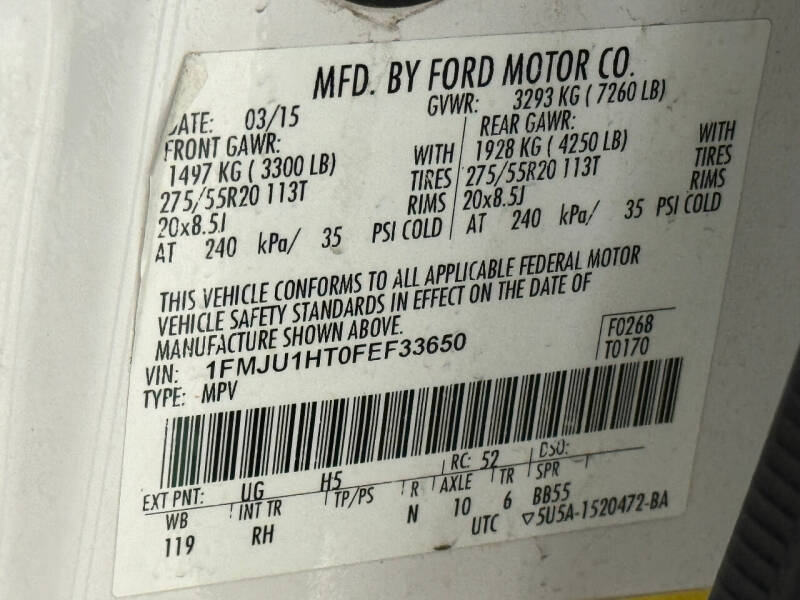 MFD. BY FORD MOTOR CO.
DATE: 03/15 GVWR: 3293 KG ( 7260 LB)
FRONT GAWR: REAR GAWR:
1497 KG ( 3300 LB) WITH 1928 KG ( 4250 LB) WITH
275/55R20 113T TIRES 275/55R20 113T TIRES
20x8.5J RIMS 20x8.5J RIMS
AT 240 kPa/ 35 PSI COLD AT 240 kPa/ 35 PSI COLD
THIS VEHICLE CONFORMS TO ALL APPLICABLE FEDERAL MOTOR
VEHICLE SAFETY STANDARDS IN EFFECT ON THE DATE OF
MANUFACTURE SHOWN ABOVE.
VIN: 1FMJU1HT0FEF33650 F0268
TYPE: MPV T0170
EXT PNT: UG H5 RC: 52 DSO:
WB INT TR TP/PS R AXLE TR SPR
119 RH N 10 6 BB55
UTC ▽5U5A-1520472-BA